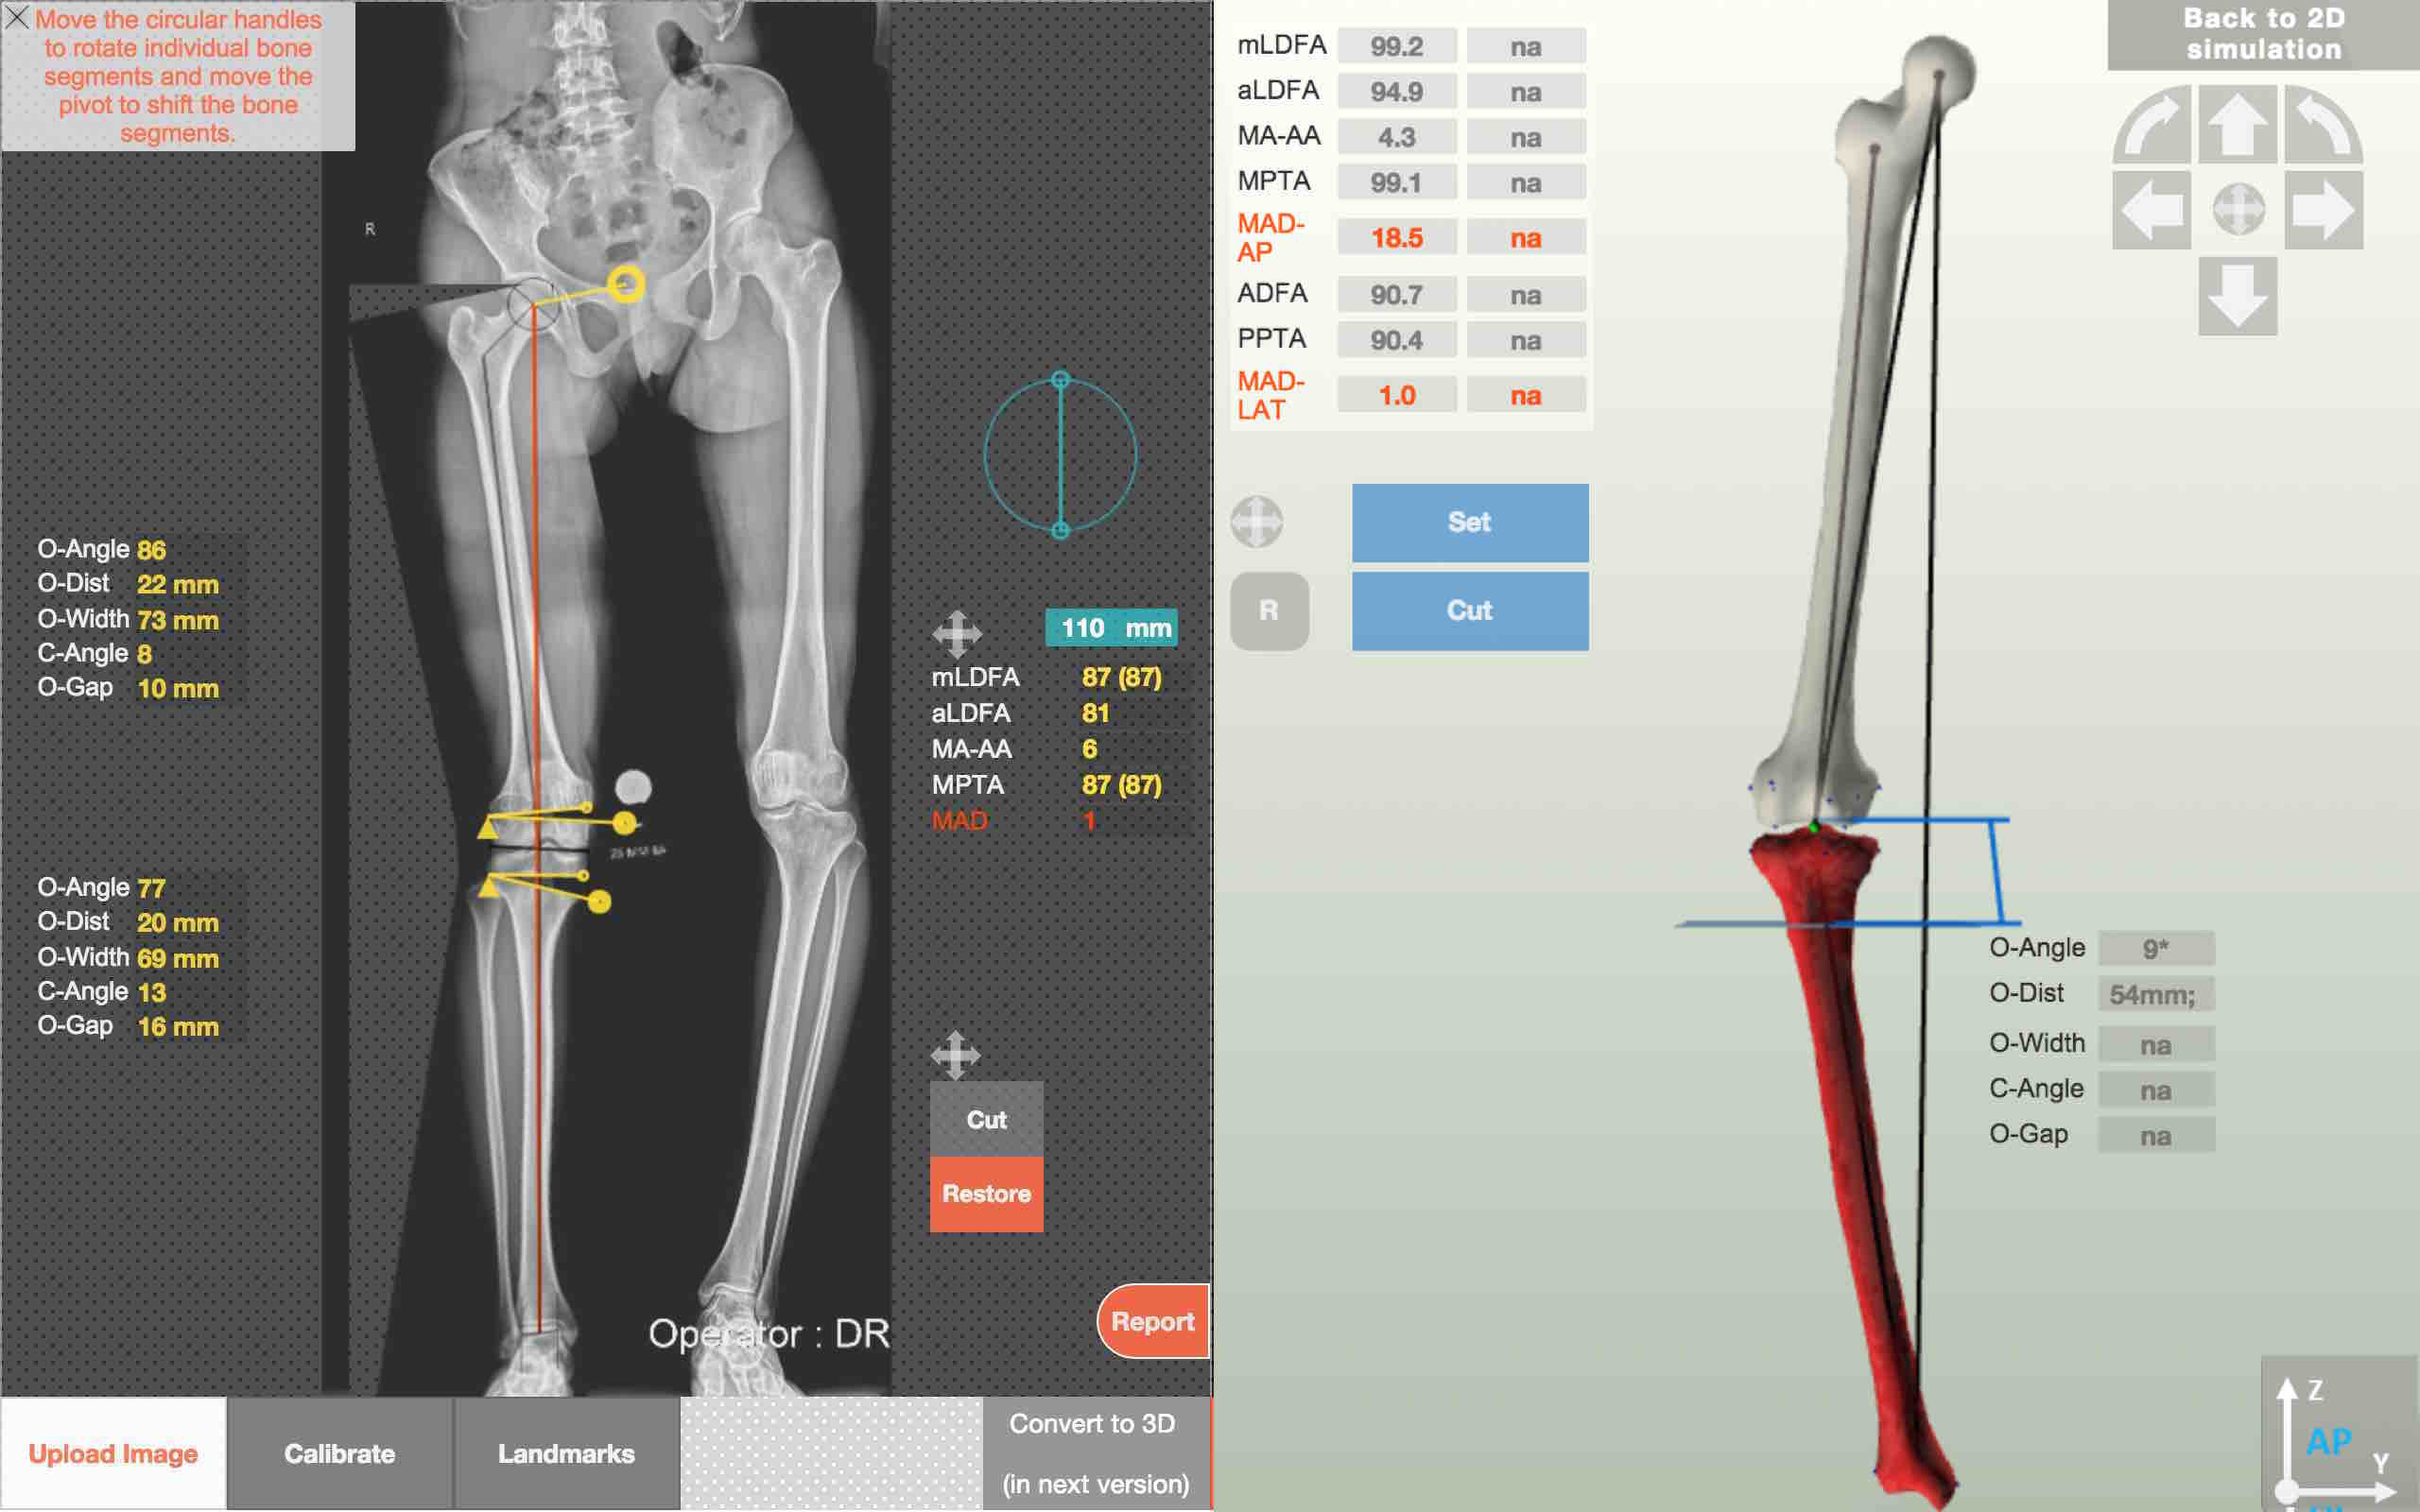 Move the circular handles
to rotate individual bone
segments and move the
pivot to shift the bone
segments.
R
O-Angle 86
O-Dist 22 mm
O-Width 73 mm
C-Angle 8
O-Gap 10 mm
O-Angle 77
O-Dist 20 mm
O-Width 69 mm
C-Angle 13
O-Gap 16 mm
110 mm
mLDFA 87 (87)
aLDFA 81
MA-AA 6
MPTA 87 (87)
MAD 1
Cut
Restore
Report
Operator : DR
Upload Image
Calibrate
Landmarks
Convert to 3D
(in next version)
mLDFA 99.2 na
aLDFA 94.9 na
MA-AA 4.3 na
MPTA 99.1 na
MAD-
AP 18.5 na
ADFA 90.7 na
PPTA 90.4 na
MAD-
LAT 1.0 na
Set
R
Cut
Back to 2D
simulation
O-Angle 9*
O-Dist 54mm;
O-Width na
C-Angle na
O-Gap na
Z
AP
Y